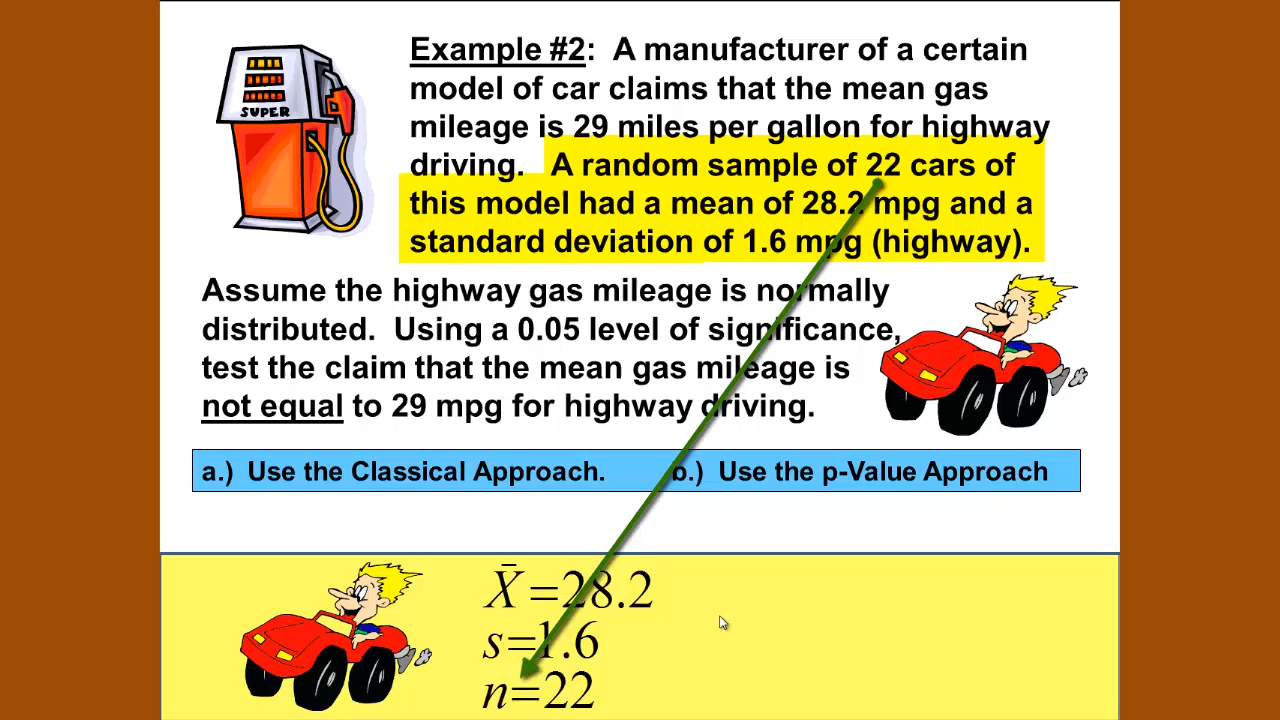 SUPER
Example #2:  A manufacturer of a certain
model of car claims that the mean gas
mileage is 29 miles per gallon for highway
driving.   A random sample of 22 cars of
this model had a mean of 28.2 mpg and a
standard deviation of 1.6 mpg (highway).
Assume the highway gas mileage is normally
distributed.  Using a 0.05 level of significance,
test the claim that the mean gas mileage is
not equal to 29 mpg for highway driving.
a.)  Use the Classical Approach.        b.)  Use the p-Value Approach
X̄ =28.2
s=1.6
n=22